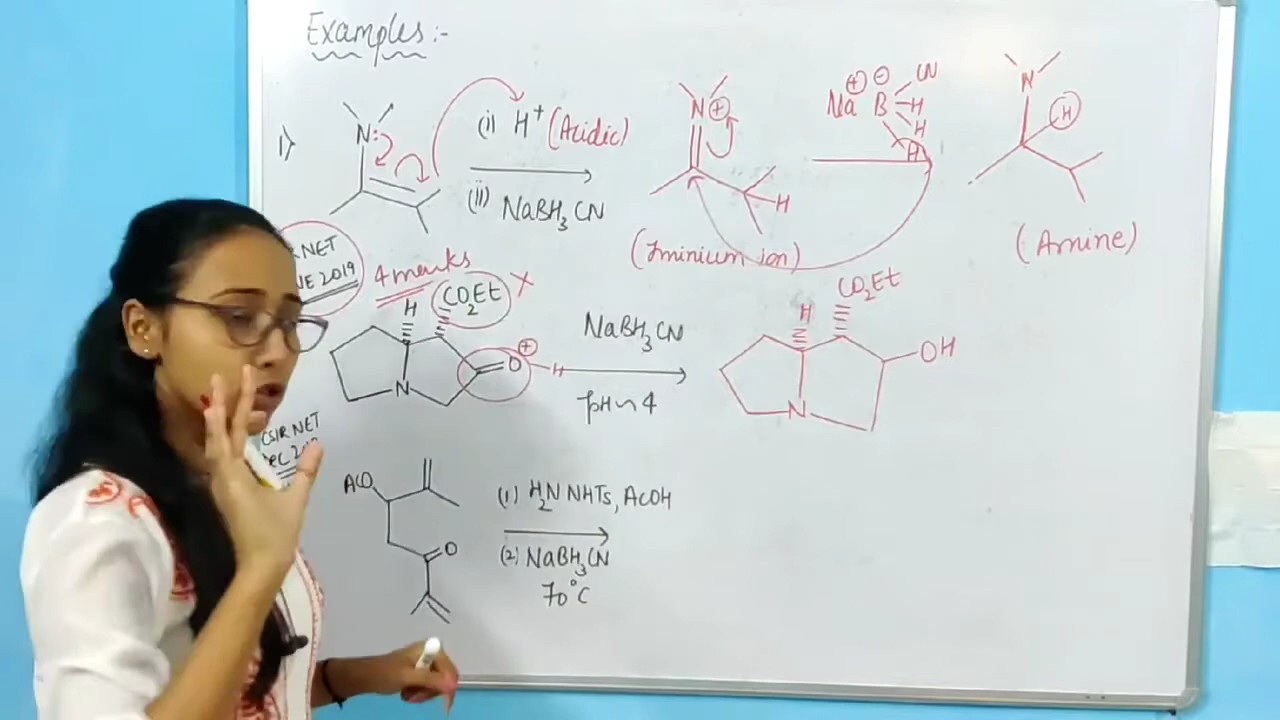 Examples:-
1)
N:
(i) H⁺ (Acidic)
(ii) NaBH₃CN
N⊕
H
(Iminium ion)
Na⊕ B⊖ CN
H
H
H
N
H
(Amine)
NET
2019
4 marks
H
CO₂Et ×
N
O⊕-H
NaBH₃CN
pH~4
H
CO₂Et
OH
N
CSIR NET
AcO
O
(1) H₂N NHTs, AcOH
(2) NaBH₃CN
70°C